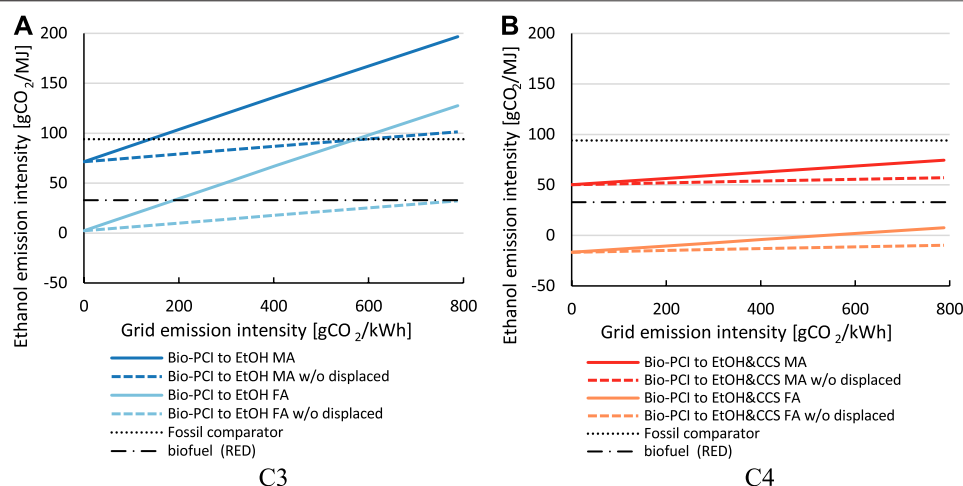 A
Ethanol emission intensity [gCO2/MJ]
200
150
100
50
0
-50
0
200
400
600
800
Grid emission intensity [gCO2/kWh]
Bio-PCI to EtOH MA
Bio-PCI to EtOH MA w/o displaced
Bio-PCI to EtOH FA
Bio-PCI to EtOH FA w/o displaced
Fossil comparator
biofuel (RED)
C3
B
Ethanol emission intensity [gCO2/MJ]
200
150
100
50
0
-50
0
200
400
600
800
Grid emission intensity [gCO2/kWh]
Bio-PCI to EtOH&CCS MA
Bio-PCI to EtOH&CCS MA w/o displaced
Bio-PCI to EtOH&CCS FA
Bio-PCI to EtOH&CCS FA w/o displaced
Fossil comparator
biofuel (RED)
C4